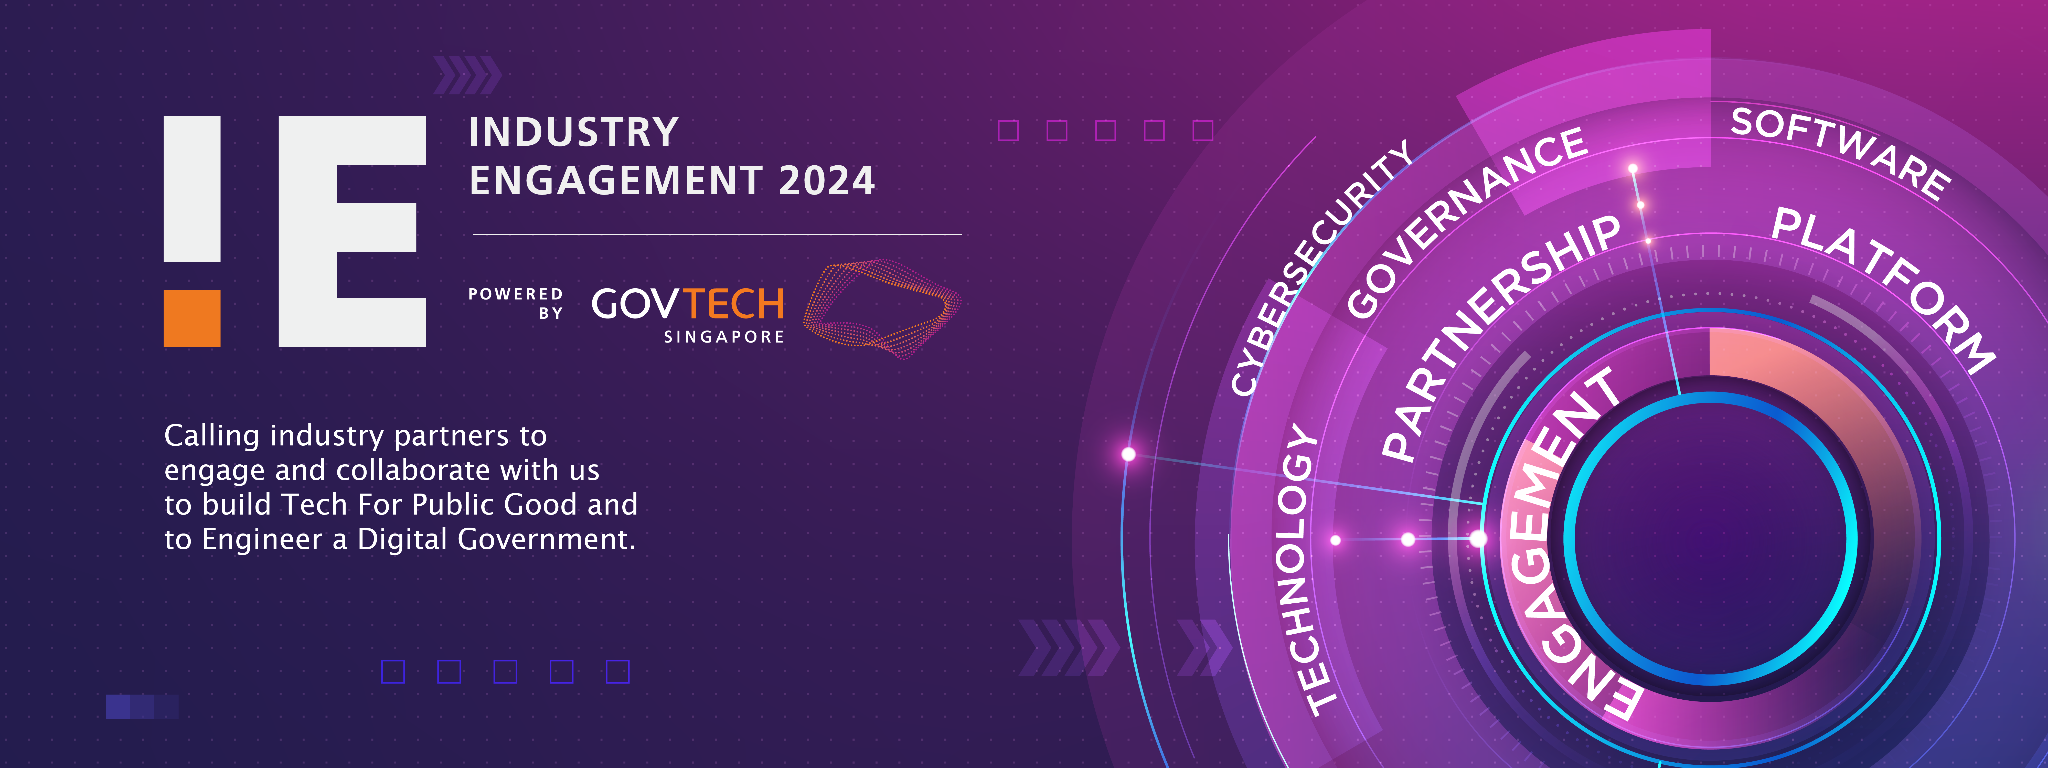 IE
INDUSTRY
ENGAGEMENT 2024
POWERED
BY
GOVTECH
SINGAPORE
Calling industry partners to
engage and collaborate with us
to build Tech For Public Good and
to Engineer a Digital Government.
CYBERSECURITY
GOVERNANCE
SOFTWARE
PARTNERSHIP
PLATFORM
TECHNOLOGY
ENGAGEMENT